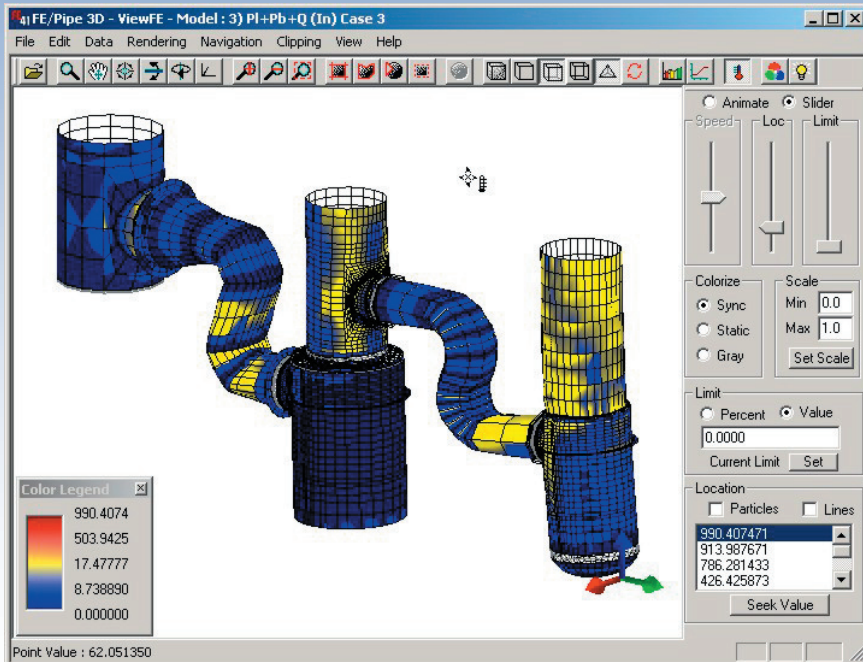 41 FE/Pipe 3D - ViewFE - Model : 3) Pl+Pb+Q (In) Case 3
File Edit Data Rendering Navigation Clipping View Help
Animate Slider
Speed Loc Limit
Colorize
Sync
Static
Gray
Scale
Min 0.0
Max 1.0
Set Scale
Limit
Percent Value
0.0000
Current Limit Set
Location
Particles Lines
990.407471
913.987671
786.281433
426.425873
Seek Value
Color Legend
990.4074
503.9425
17.47777
8.738890
0.000000
Point Value : 62.051350